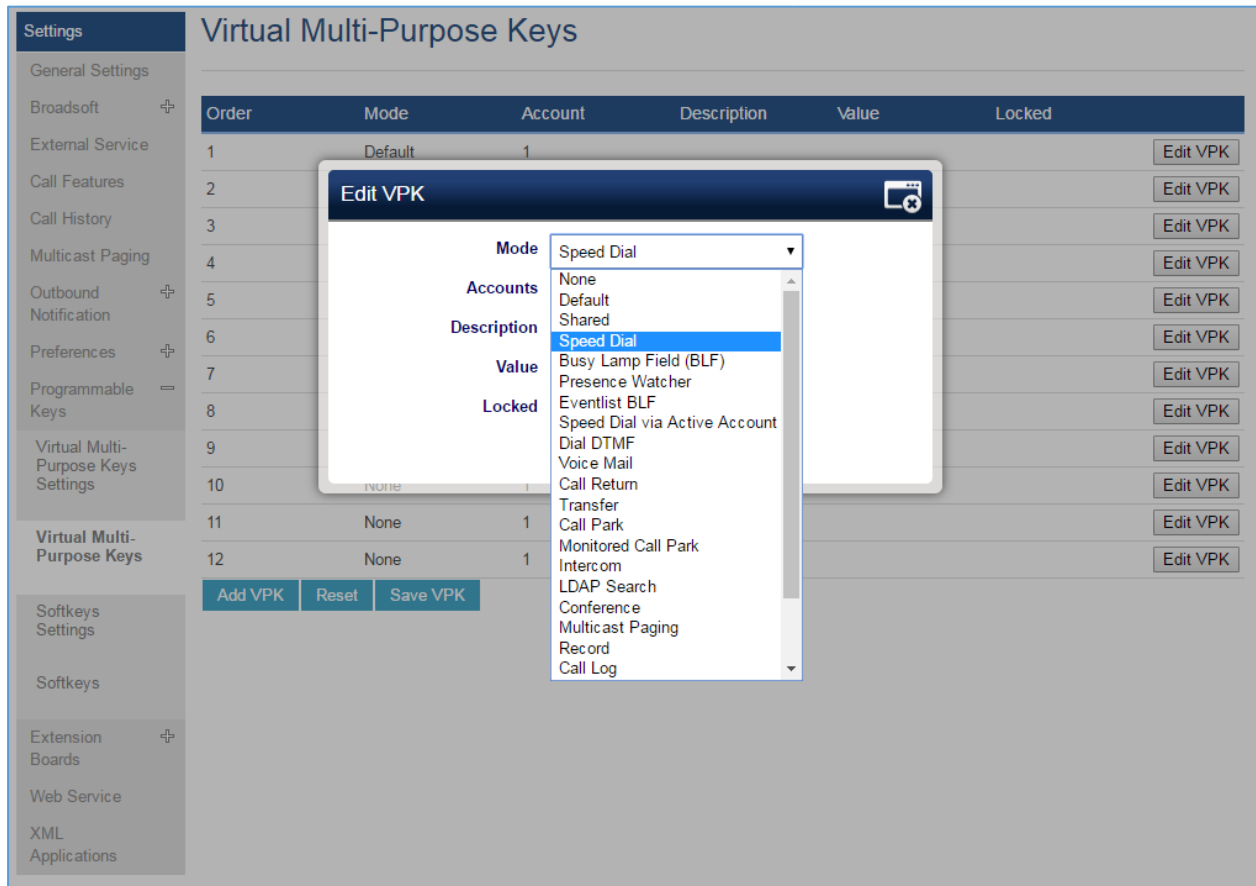 Settings
Virtual Multi-Purpose Keys
General Settings
Broadsoft
External Service
Call Features
Call History
Multicast Paging
Outbound
Notification
Preferences
Programmable
Keys
Virtual Multi-
Purpose Keys
Settings
Virtual Multi-
Purpose Keys
Softkeys
Settings
Softkeys
Extension
Boards
Web Service
XML
Applications
Order Mode Account Description Value Locked
1 Default 1 Edit VPK
2 Edit VPK
3 Edit VPK
4 Edit VPK
5 Edit VPK
6 Edit VPK
7 Edit VPK
8 Edit VPK
9 Edit VPK
10 None 1 Edit VPK
11 None 1 Edit VPK
12 None 1 Edit VPK
Add VPK Reset Save VPK
Edit VPK
Mode Speed Dial
Accounts
Description
Value
Locked
None
Default
Shared
Speed Dial
Busy Lamp Field (BLF)
Presence Watcher
Eventlist BLF
Speed Dial via Active Account
Dial DTMF
Voice Mail
Call Return
Transfer
Call Park
Monitored Call Park
Intercom
LDAP Search
Conference
Multicast Paging
Record
Call Log